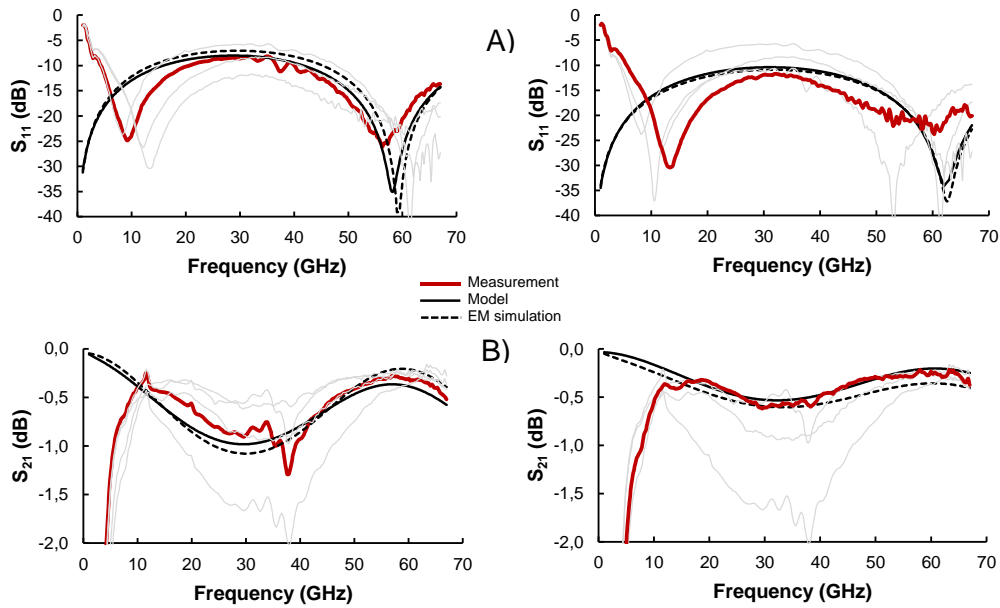 A)
S11 (dB)
0
-5
-10
-15
-20
-25
-30
-35
-40
0 10 20 30 40 50 60 70
Frequency (GHz)
S11 (dB)
0
-5
-10
-15
-20
-25
-30
-35
-40
0 10 20 30 40 50 60 70
Frequency (GHz)
Measurement
Model
EM simulation
B)
S21 (dB)
0,0
-0,5
-1,0
-1,5
-2,0
0 10 20 30 40 50 60 70
Frequency (GHz)
S21 (dB)
0,0
-0,5
-1,0
-1,5
-2,0
0 10 20 30 40 50 60 70
Frequency (GHz)